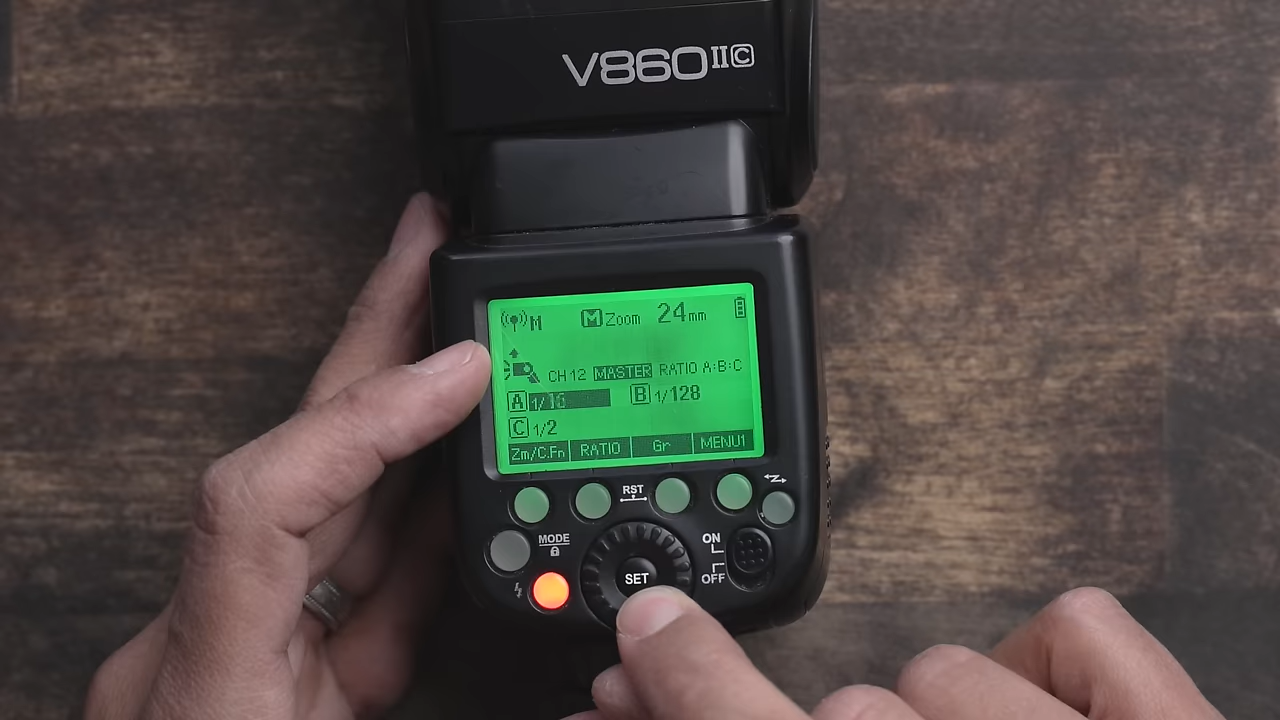 V860IIC
M M Zoom 24mm
CH 12 MASTER RATIO A:B:C
A 1/16 B 1/128
C 1/2
Zm/C.Fn RATIO Gr MENU1
RST
MODE
ON
SET
OFF